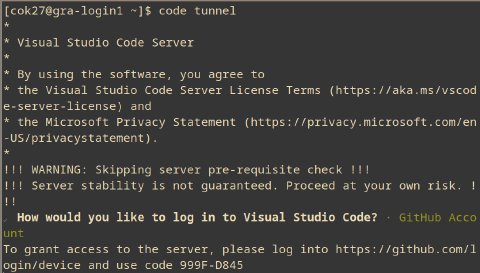 [cok27@gra-login1 ~]$ code tunnel
*
* Visual Studio Code Server
*
* By using the software, you agree to
* the Visual Studio Code Server License Terms (https://aka.ms/vscod
e-server-license) and
* the Microsoft Privacy Statement (https://privacy.microsoft.com/en
-US/privacystatement).
*
!!! WARNING: Skipping server pre-requisite check !!!
!!! Server stability is not guaranteed. Proceed at your own risk. !
!!
✔ How would you like to log in to Visual Studio Code? · GitHub Acco
unt
To grant access to the server, please log into https://github.com/l
ogin/device and use code 999F-D845